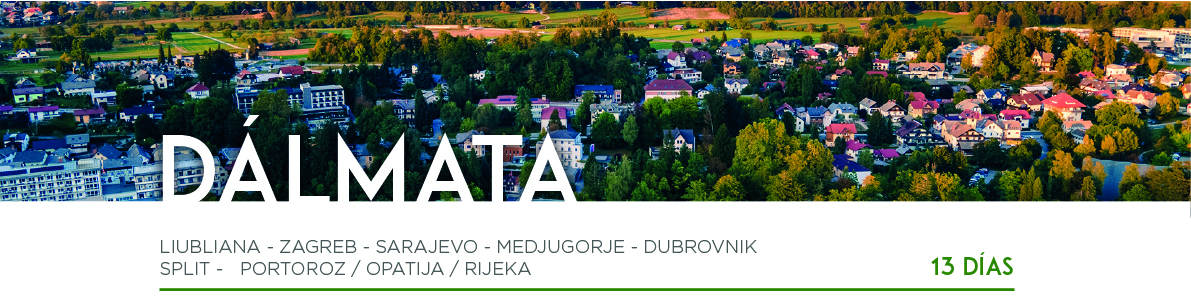 DÁLMATA
LIUBLIANA - ZAGREB - SARAJEVO - MEDJUGORJE - DUBROVNIK
SPLIT - PORTOROZ / OPATIJA / RIJEKA
13 DÍAS